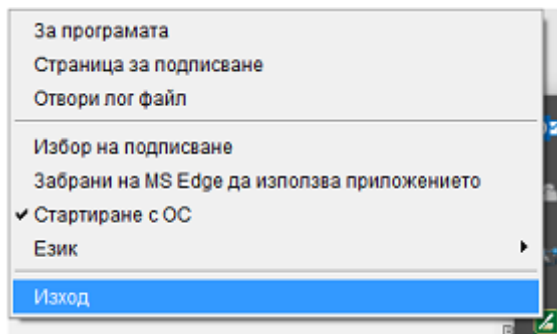 За програмата
Страница за подписване
Отвори лог файл
Избор на подписване
Забрани на MS Edge да използва приложението
Стартиране с ОС
Език
Изход